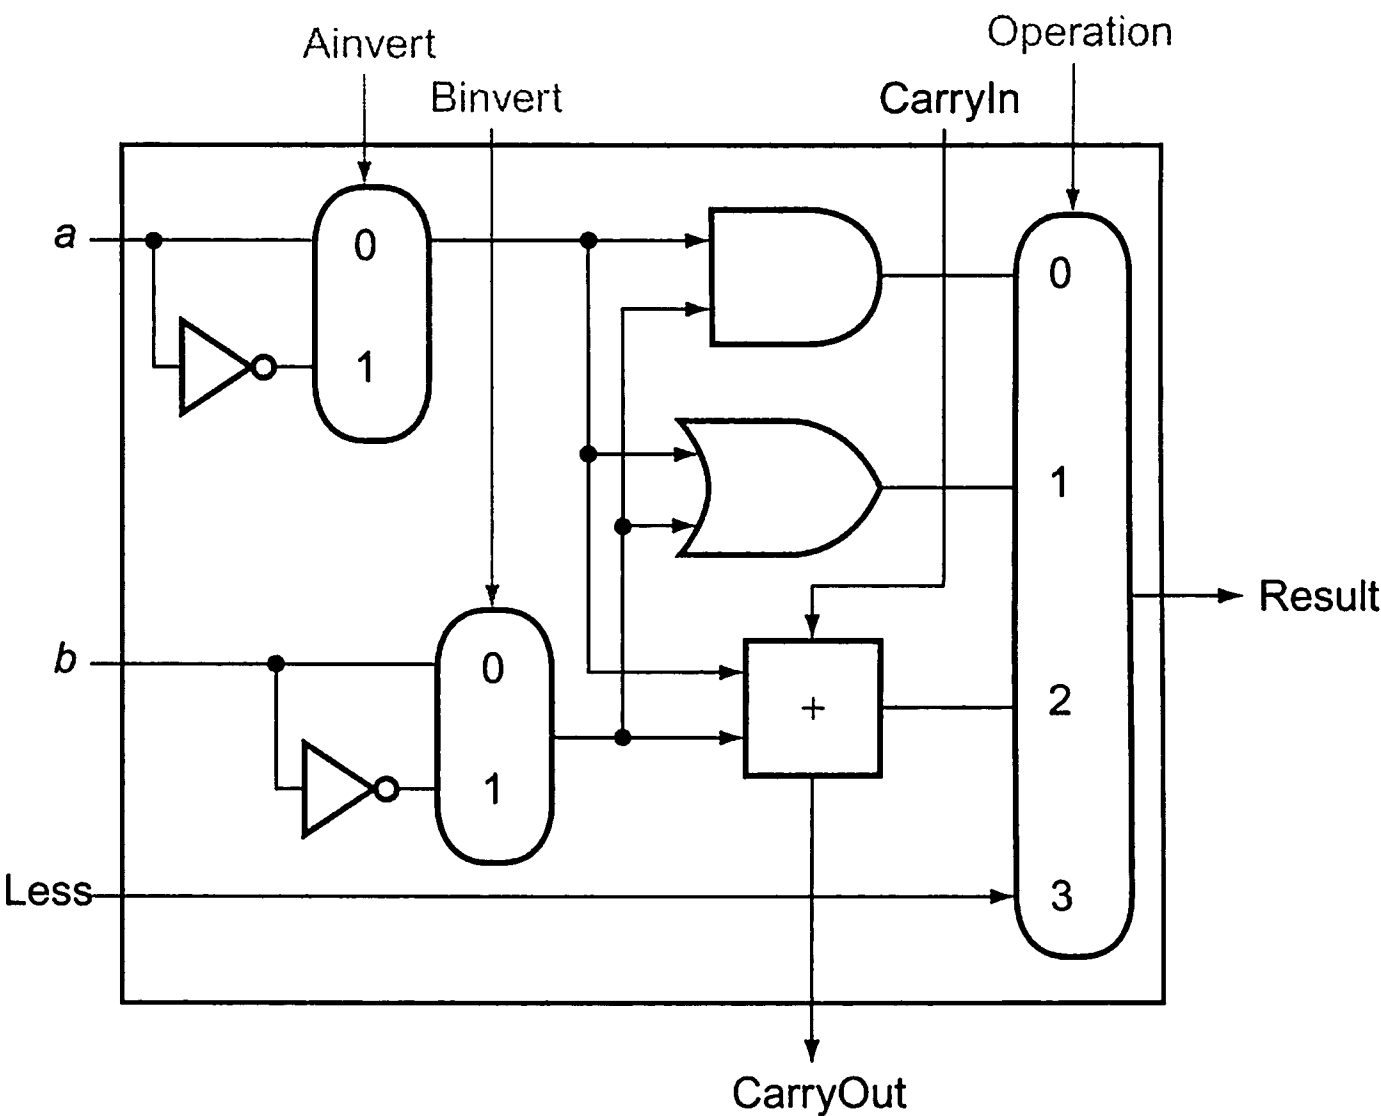 Operation
Ainvert
Binvert
CarryIn
a
0
0
1
1
Result
b
0
2
+
1
Less
3
CarryOut